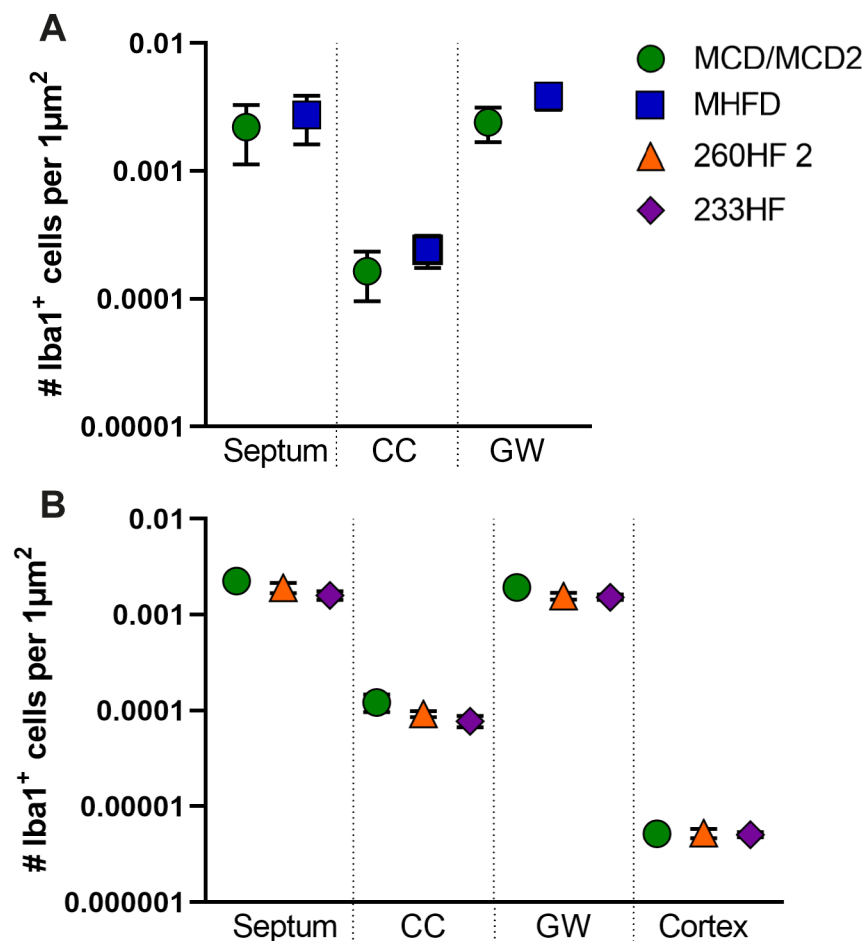 A
# Iba1⁺ cells per 1µm²
0.01
0.001
0.0001
0.00001
Septum CC GW
MCD/MCD2
MHFD
260HF 2
233HF
B
# Iba1⁺ cells per 1µm²
0.01
0.001
0.0001
0.00001
0.000001
Septum CC GW Cortex